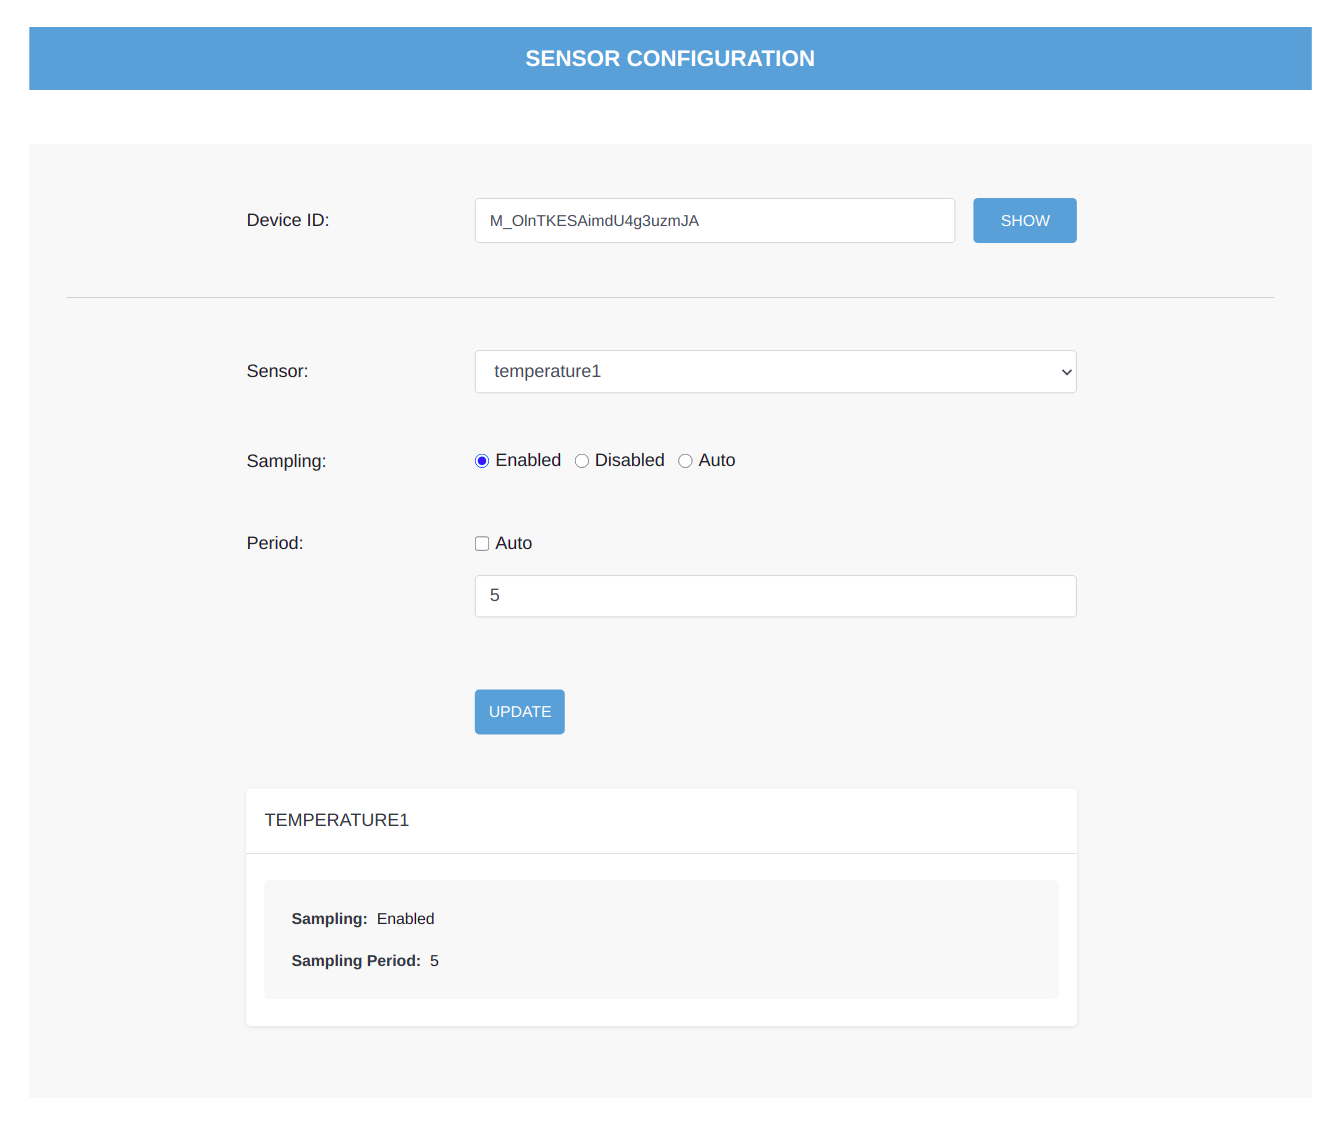 SENSOR CONFIGURATION
Device ID: M_OlnTKESAimdU4g3uzmJA SHOW
Sensor: temperature1
Sampling: Enabled Disabled Auto
Period: Auto
5
UPDATE
TEMPERATURE1
Sampling: Enabled
Sampling Period: 5